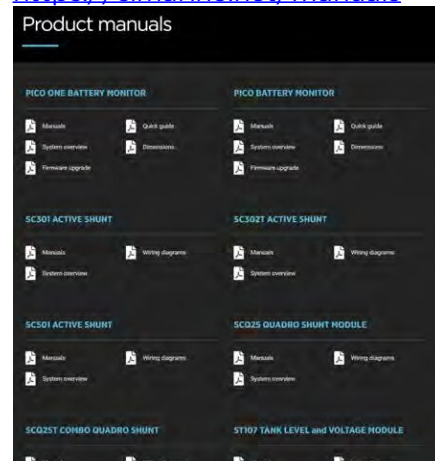 Product manuals
PICO ONE BATTERY MONITOR
Manuals
Quick guide
System overview
Dimensions
Firmware upgrade
PICO BATTERY MONITOR
Manuals
Quick guide
System overview
Dimensions
Firmware upgrade
SC301 ACTIVE SHUNT
Manuals
Wiring diagrams
System overview
SC302T ACTIVE SHUNT
Manuals
Wiring diagrams
System overview
SC501 ACTIVE SHUNT
Manuals
Wiring diagrams
System overview
SCQ25 QUADRO SHUNT MODULE
Manuals
Wiring diagrams
System overview
SCQ25T COMBO QUADRO SHUNT
ST107 TANK LEVEL and VOLTAGE MODULE